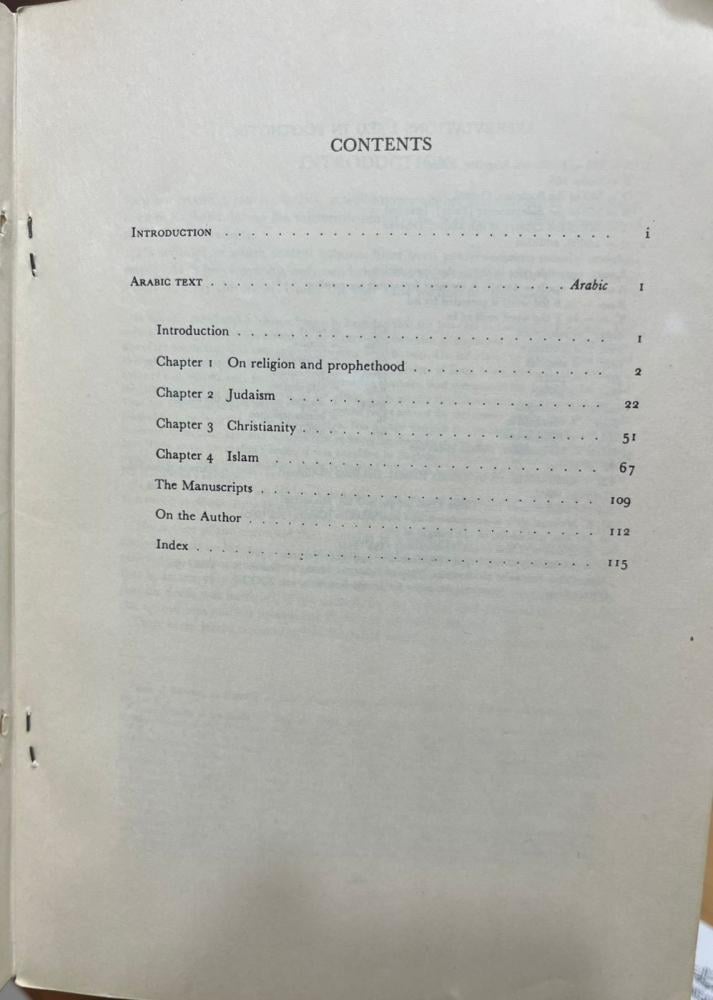 CONTENTS
INTRODUCTION . . . . . . . . . . . . . . . . . . . . . . . . . . . . . i
ARABIC TEXT . . . . . . . . . . . . . . . . . . . . . . . . . . . Arabic 1
Introduction . . . . . . . . . . . . . . . . . . . . . . . . . . . . 1
Chapter 1 On religion and prophethood . . . . . . . . . . . . . . . 2
Chapter 2 Judaism . . . . . . . . . . . . . . . . . . . . . . . . 22
Chapter 3 Christianity . . . . . . . . . . . . . . . . . . . . . . . 51
Chapter 4 Islam . . . . . . . . . . . . . . . . . . . . . . . . . 67
The Manuscripts . . . . . . . . . . . . . . . . . . . . . . . . . . 109
On the Author . . . . . . . . . . . . . . . . . . . . . . . . . . . 112
Index . . . . . . . . . . . . . . . . . . . . . . . . . . . . . . 115